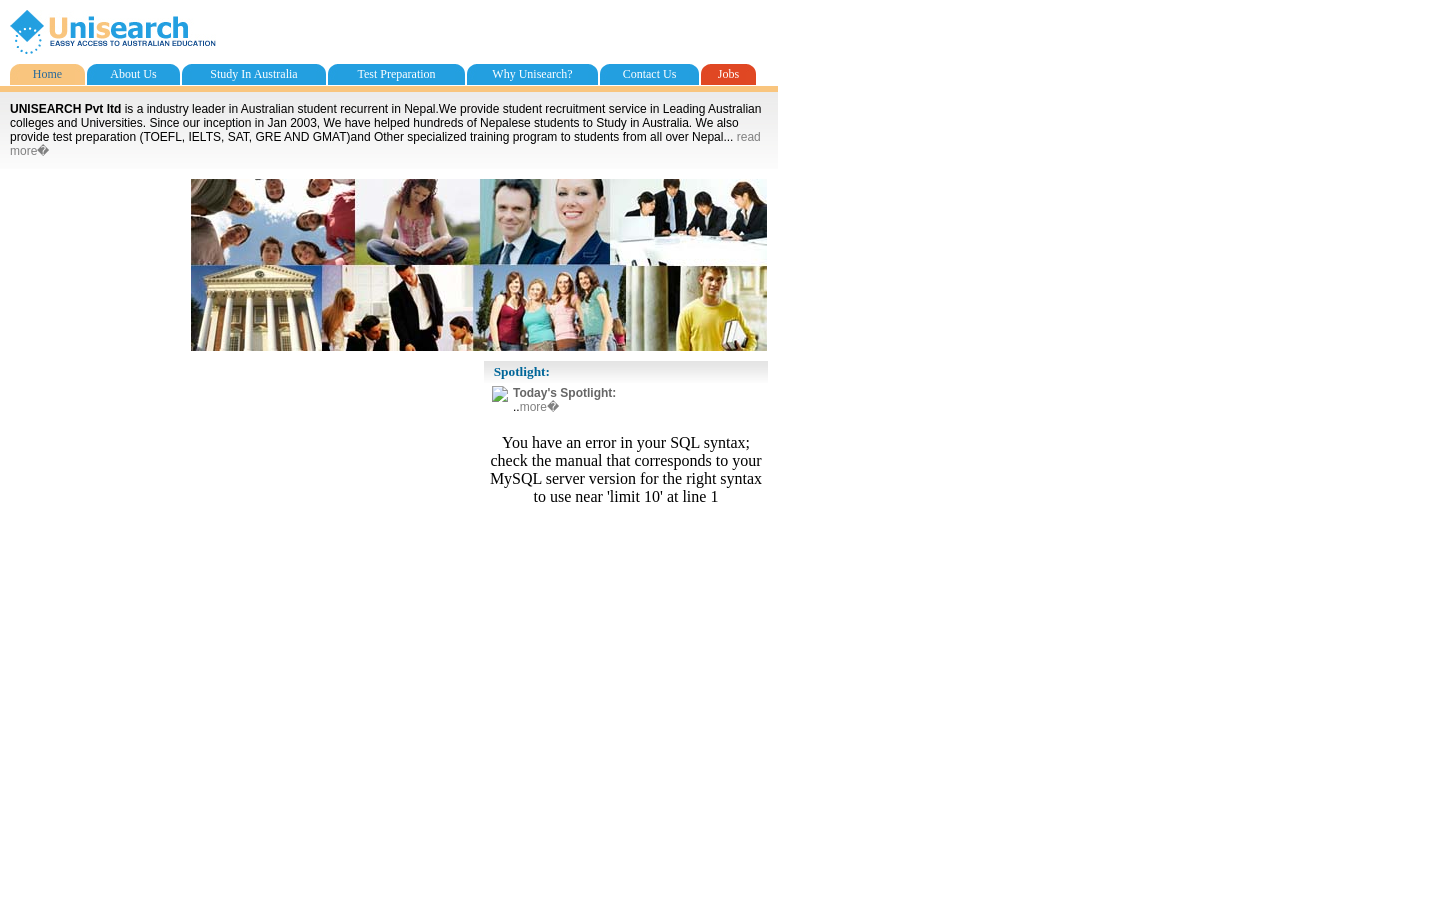 Unisearch
EASSY ACCESS TO AUSTRALIAN EDUCATION
Home About Us Study In Australia Test Preparation Why Unisearch? Contact Us Jobs
UNISEARCH Pvt ltd is a industry leader in Australian student recurrent in Nepal.We provide student recruitment service in Leading Australian
colleges and Universities. Since our inception in Jan 2003, We have helped hundreds of Nepalese students to Study in Australia. We also
provide test preparation (TOEFL, IELTS, SAT, GRE AND GMAT)and Other specialized training program to students from all over Nepal... read
more�
Spotlight:
Today's Spotlight:
..more�
You have an error in your SQL syntax;
check the manual that corresponds to your
MySQL server version for the right syntax
to use near 'limit 10' at line 1